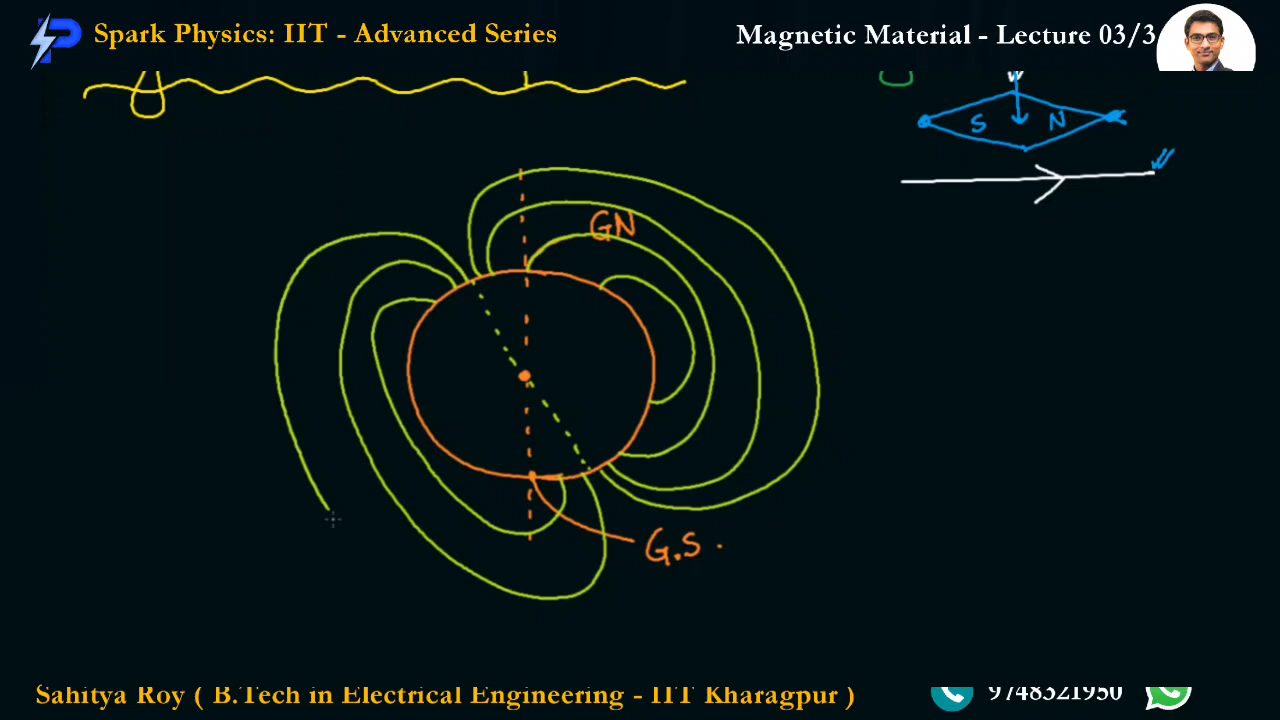 Spark Physics: IIT - Advanced Series
Magnetic Material - Lecture 03/3
S N
GN
G.S.
Sahitya Roy ( B.Tech in Electrical Engineering - IIT Kharagpur )
9748321950